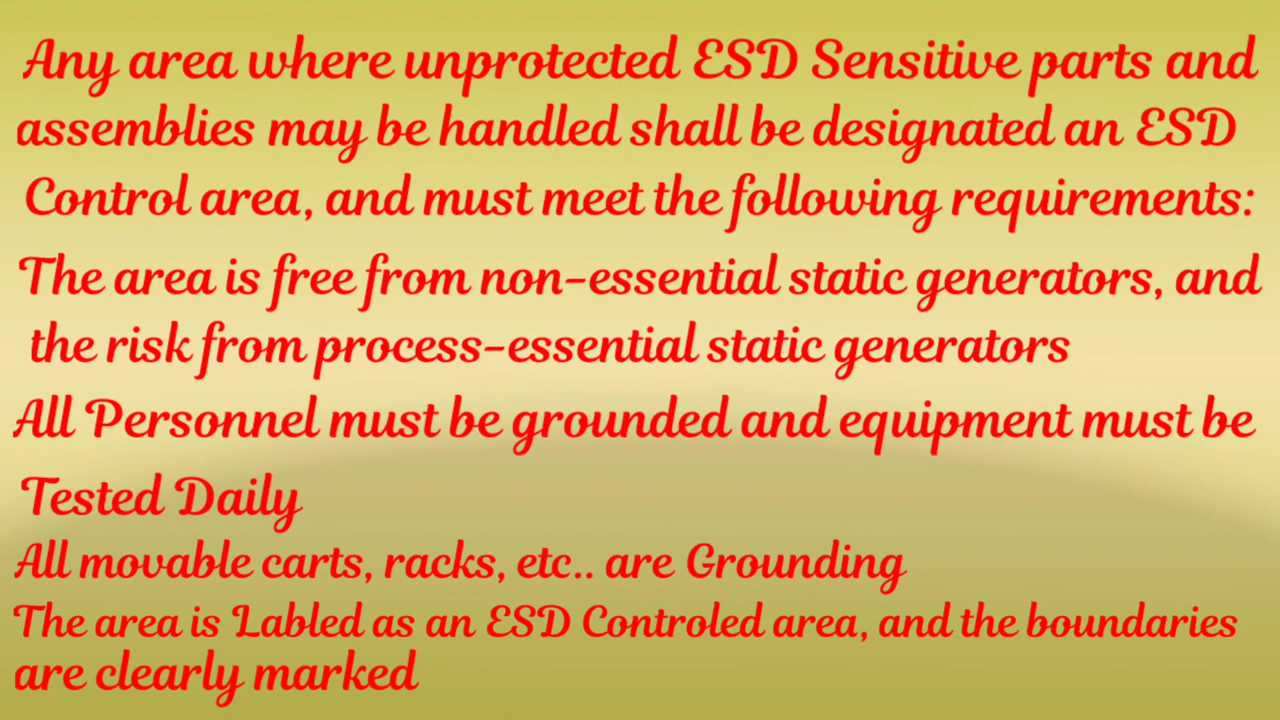 Any area where unprotected ESD Sensitive parts and
assemblies may be handled shall be designated an ESD
Control area, and must meet the following requirements:
The area is free from non-essential static generators, and
the risk from process-essential static generators
All Personnel must be grounded and equipment must be
Tested Daily
All movable carts, racks, etc.. are Grounding
The area is Labled as an ESD Controled area, and the boundaries
are clearly marked